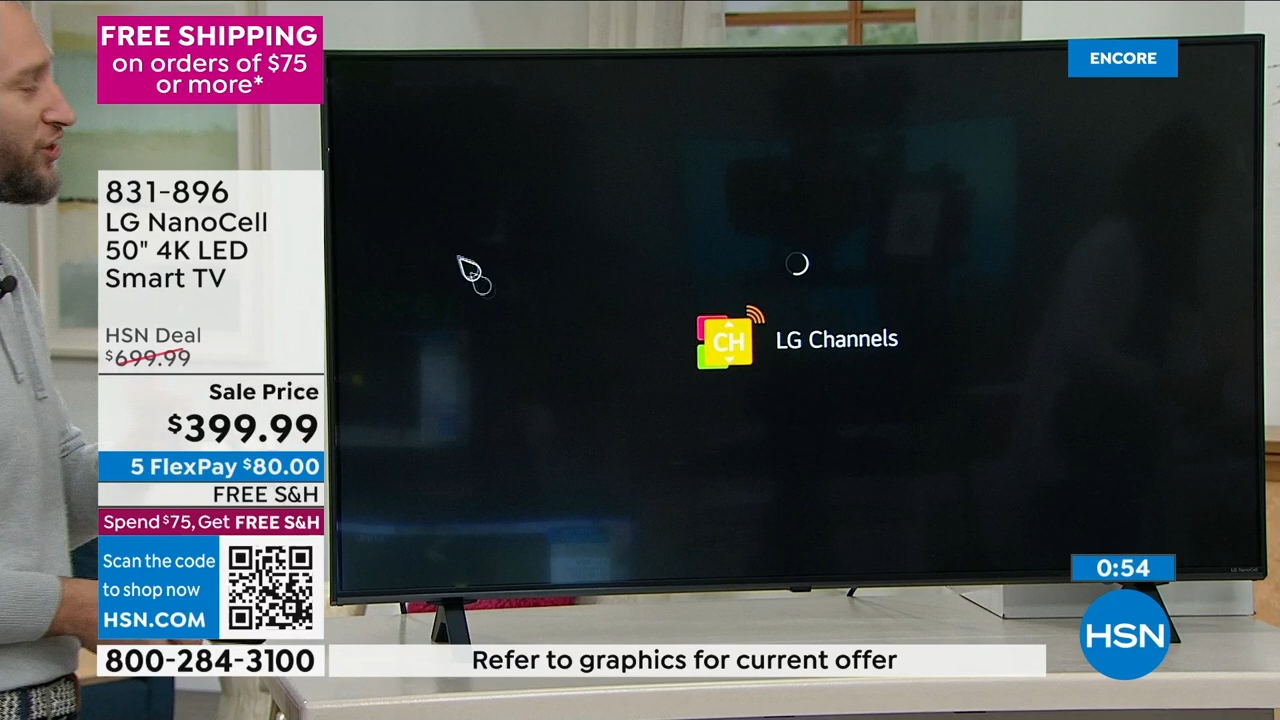 FREE SHIPPING
on orders of $75
or more*
ENCORE
831-896
LG NanoCell
50" 4K LED
Smart TV
HSN Deal
$699.99
Sale Price
$399.99
5 FlexPay $80.00
FREE S&H
Spend $75, Get FREE S&H
Scan the code
to shop now
HSN.COM
800-284-3100
CH
LG Channels
0:54
LG NanoCell
HSN
Refer to graphics for current offer